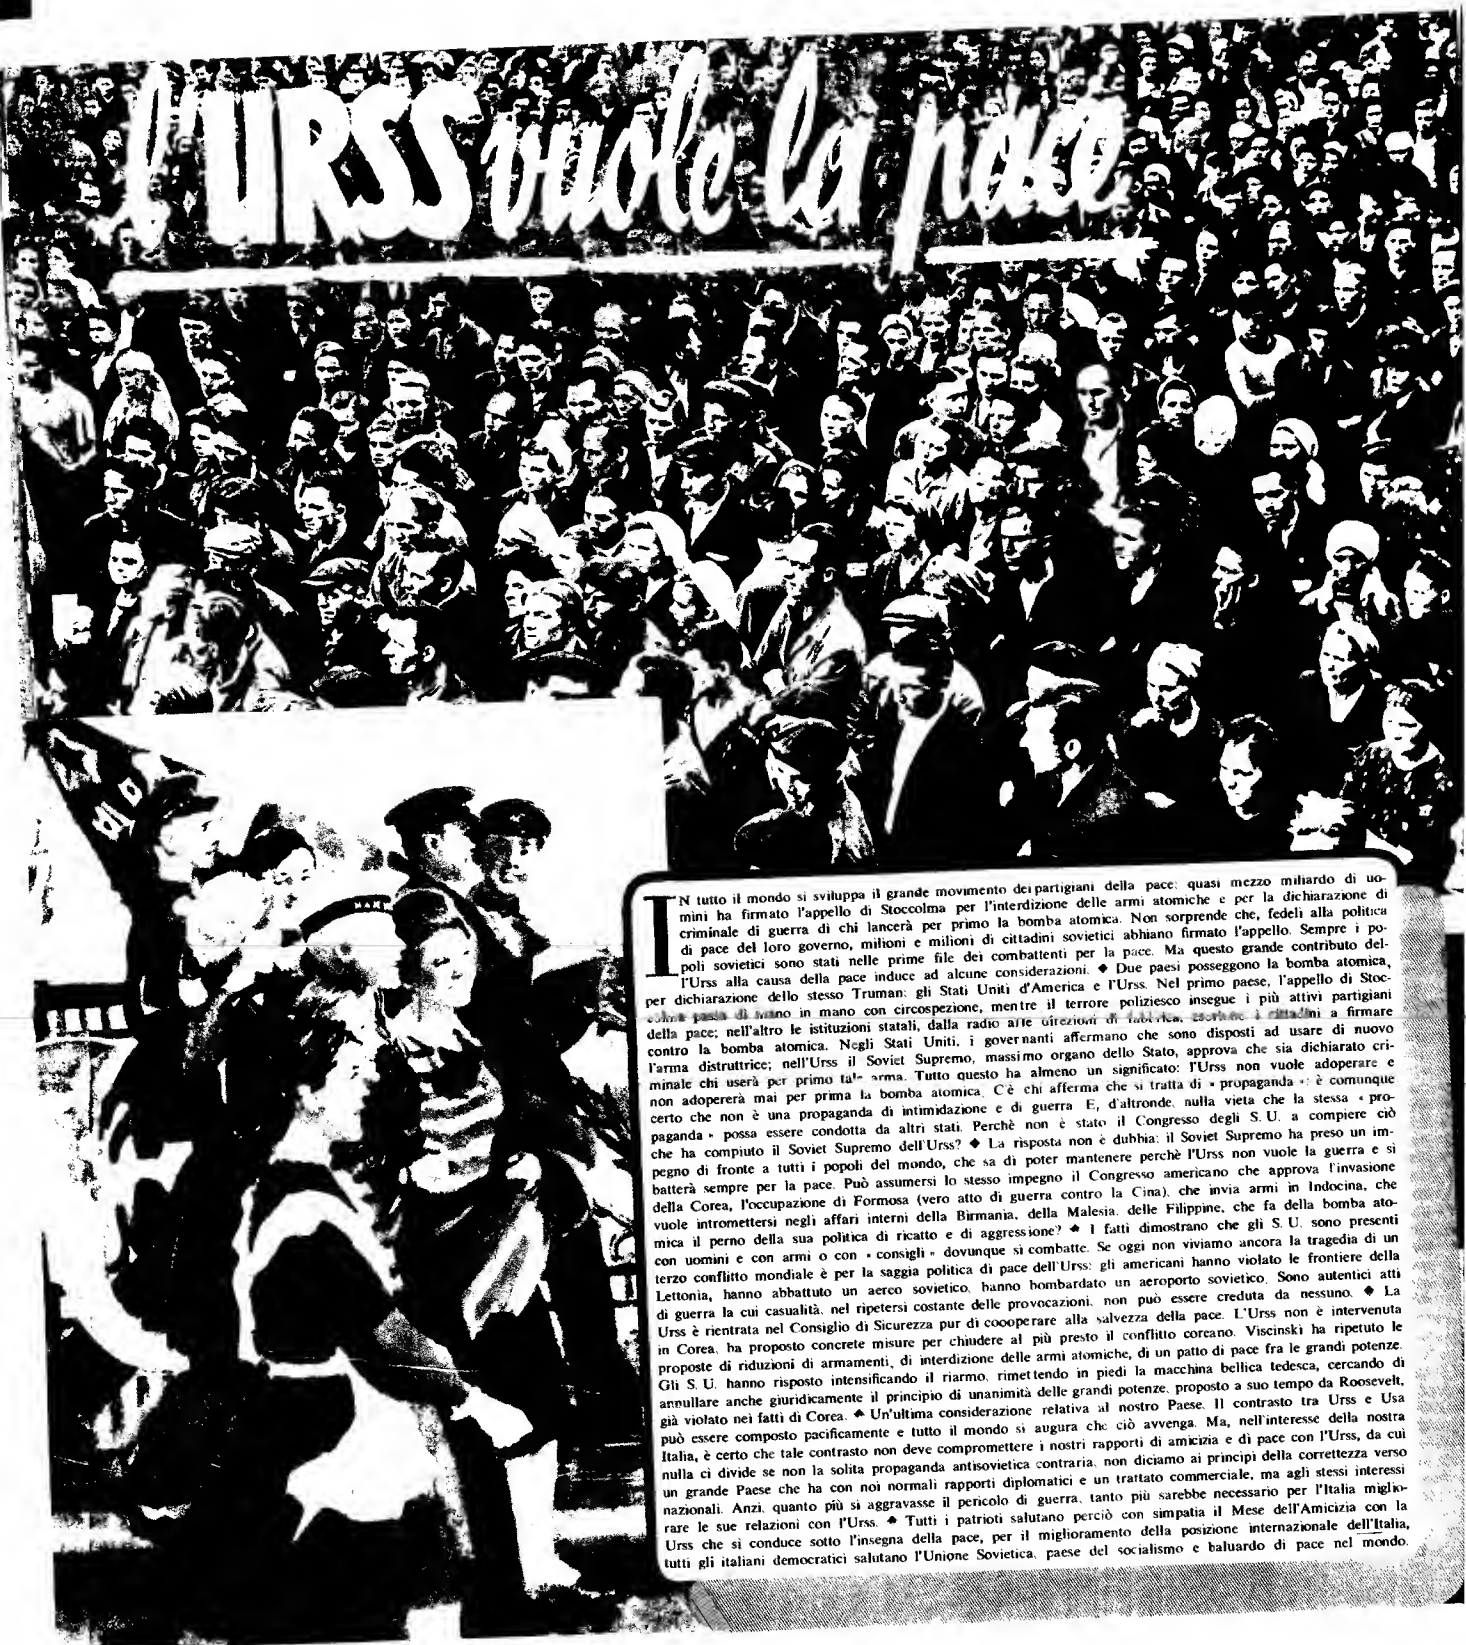 l'URSS vuole la pace
IN tutto il mondo si sviluppa il grande movimento dei partigiani della pace: quasi mezzo miliardo di uo-
mini ha firmato l'appello di Stoccolma per l'interdizione delle armi atomiche e per la dichiarazione di
criminale di guerra di chi lancerà per primo la bomba atomica. Non sorprende che, fedeli alla politica
di pace del loro governo, milioni e milioni di cittadini sovietici abbiano firmato l'appello. Sempre i po-
poli sovietici sono stati nelle prime file dei combattenti per la pace. Ma questo grande contributo del-
l'Urss alla causa della pace induce ad alcune considerazioni. ◆ Due paesi posseggono la bomba atomica,
per dichiarazione dello stesso Truman: gli Stati Uniti d'America e l'Urss. Nel primo paese, l'appello di Stoc-
colma passa di mano in mano con circospezione, mentre il terrore poliziesco insegue i più attivi partigiani
della pace; nell'altro le istituzioni statali, dalla radio alle direzioni di fabbrica, esortano i cittadini a firmare
contro la bomba atomica. Negli Stati Uniti, i governanti affermano che sono disposti ad usare di nuovo
l'arma distruttrice; nell'Urss il Soviet Supremo, massimo organo dello Stato, approva che sia dichiarato cri-
minale chi userà per primo tale arma. Tutto questo ha almeno un significato: l'Urss non vuole adoperare e
non adopererà mai per prima la bomba atomica. C'è chi afferma che si tratta di « propaganda »: è comunque
certo che non è una propaganda di intimidazione e di guerra E, d'altronde, nulla vieta che la stessa « pro-
paganda » possa essere condotta da altri stati. Perchè non è stato il Congresso degli S. U. a compiere ciò
che ha compiuto il Soviet Supremo dell'Urss? ◆ La risposta non è dubbia: il Soviet Supremo ha preso un im-
pegno di fronte a tutti i popoli del mondo, che sa di poter mantenere perchè l'Urss non vuole la guerra e si
batterà sempre per la pace. Può assumersi lo stesso impegno il Congresso americano che approva l'invasione
della Corea, l'occupazione di Formosa (vero atto di guerra contro la Cina), che invia armi in Indocina, che
vuole intromettersi negli affari interni della Birmania, della Malesia, delle Filippine, che fa della bomba ato-
mica il perno della sua politica di ricatto e di aggressione? ◆ I fatti dimostrano che gli S. U. sono presenti
con uomini e con armi o con « consigli » dovunque si combatte. Se oggi non viviamo ancora la tragedia di un
terzo conflitto mondiale è per la saggia politica di pace dell'Urss: gli americani hanno violato le frontiere della
Lettonia, hanno abbattuto un aereo sovietico, hanno bombardato un aeroporto sovietico. Sono autentici atti
di guerra la cui casualità, nel ripetersi costante delle provocazioni, non può essere creduta da nessuno. ◆ La
Urss è rientrata nel Consiglio di Sicurezza pur di coooperare alla salvezza della pace. L'Urss non è intervenuta
in Corea, ha proposto concrete misure per chiudere al più presto il conflitto coreano. Viscinski ha ripetuto le
proposte di riduzioni di armamenti, di interdizione delle armi atomiche, di un patto di pace fra le grandi potenze.
Gli S. U. hanno risposto intensificando il riarmo, rimettendo in piedi la macchina bellica tedesca, cercando di
annullare anche giuridicamente il principio di unanimità delle grandi potenze, proposto a suo tempo da Roosevelt,
già violato nei fatti di Corea. ◆ Un'ultima considerazione relativa al nostro Paese. Il contrasto tra Urss e Usa
può essere composto pacificamente e tutto il mondo si augura che ciò avvenga. Ma, nell'interesse della nostra
Italia, è certo che tale contrasto non deve compromettere i nostri rapporti di amicizia e di pace con l'Urss, da cui
nulla ci divide se non la solita propaganda antisovietica contraria, non diciamo ai principi della correttezza verso
un grande Paese che ha con noi normali rapporti diplomatici e un trattato commerciale, ma agli stessi interessi
nazionali. Anzi, quanto più si aggravasse il pericolo di guerra, tanto più sarebbe necessario per l'Italia miglio-
rare le sue relazioni con l'Urss. ◆ Tutti i patrioti salutano perciò con simpatia il Mese dell'Amicizia con la
Urss che si conduce sotto l'insegna della pace, per il miglioramento della posizione internazionale dell'Italia,
tutti gli italiani democratici salutano l'Unione Sovietica, paese del socialismo e baluardo di pace nel mondo.